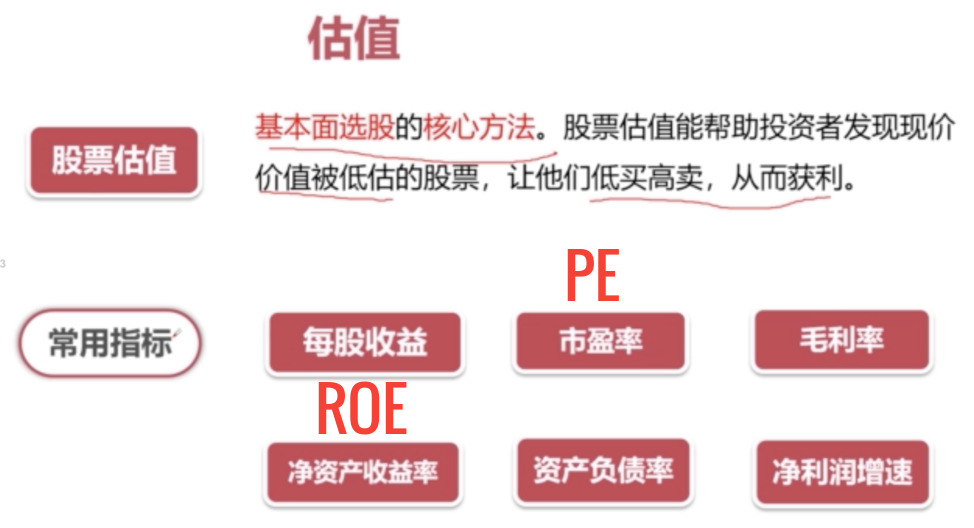 估值
股票估值
基本面选股的核心方法。股票估值能帮助投资者发现现价
价值被低估的股票，让他们低买高卖，从而获利。
3
PE
常用指标
每股收益
市盈率
毛利率
ROE
净资产收益率
资产负债率
净利润增速